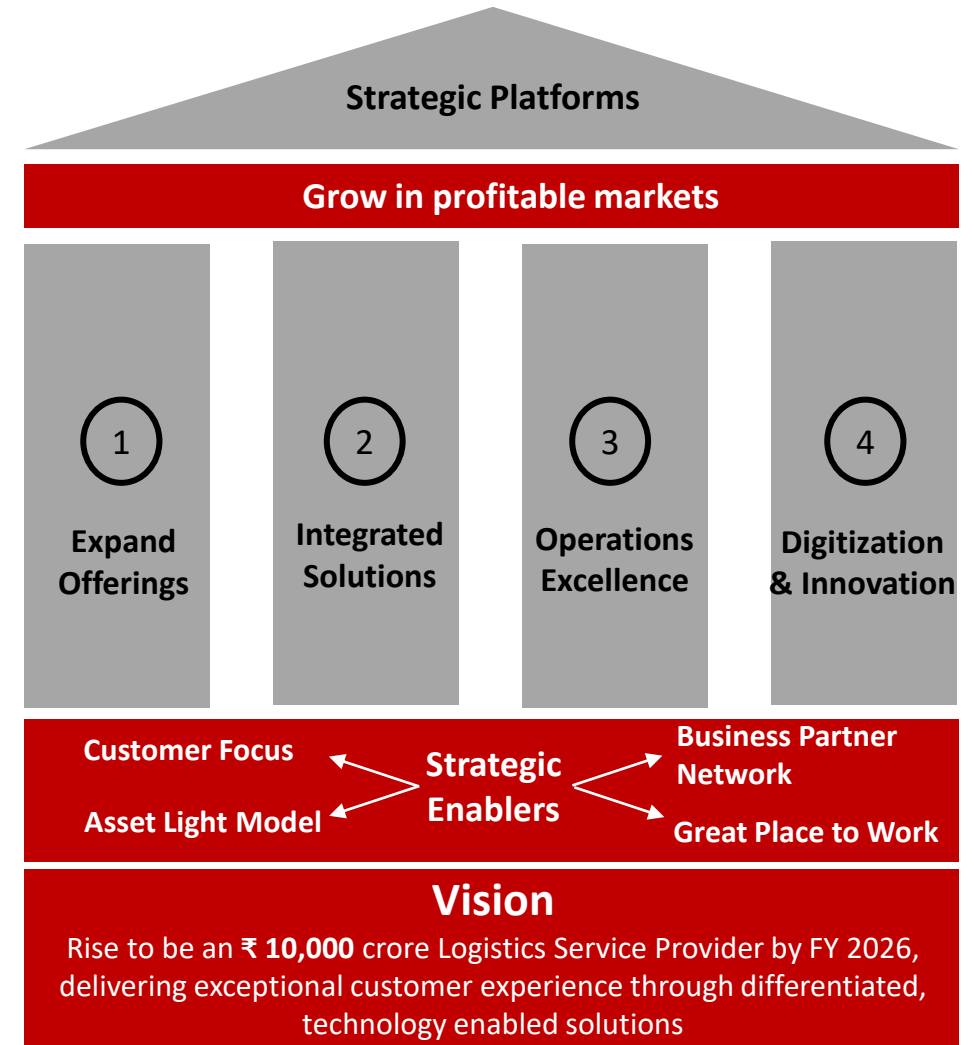 Strategic Platforms
Grow in profitable markets
1
Expand
Offerings
2
Integrated
Solutions
3
Operations
Excellence
4
Digitization
& Innovation
Customer Focus
Asset Light Model
Strategic
Enablers
Business Partner
Network
Great Place to Work
Vision
Rise to be an ₹ 10,000 crore Logistics Service Provider by FY 2026,
delivering exceptional customer experience through differentiated,
technology enabled solutions